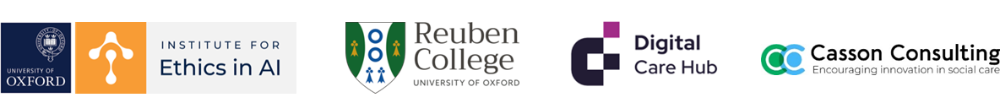 UNIVERSITY OF
OXFORD
INSTITUTE FOR
Ethics in AI
Reuben
College
UNIVERSITY OF OXFORD
Digital
Care Hub
Casson Consulting
Encouraging innovation in social care